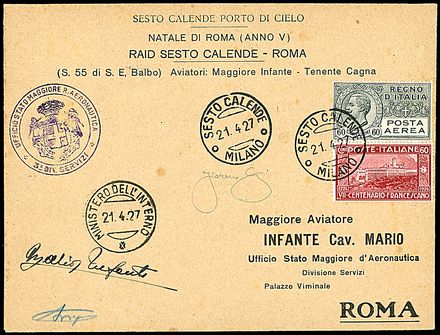 SESTO CALENDE PORTO DI CIELO
NATALE DI ROMA (ANNO V)
RAID SESTO CALENDE - ROMA
(S. 55 di S. E. Balbo) Aviatori: Maggiore Infante - Tenente Cagna
UFFICIO STATO MAGGIORE R. AERONAUTICA
3ª DIV. SERVIZI
SESTO CALENDE
21.4.27
MILANO
SESTO CALENDE
21.4.27
MILANO
REGNO
D'ITALIA
POSTA
AEREA
60
60
POSTE·ITALIANE 60
VII·CENTENARIO·FRANCESCANO
MINISTERO DELL'INTERNO
21.4.27
Maggiore Aviatore
INFANTE Cav. MARIO
Ufficio Stato Maggiore d'Aeronautica
Divisione Servizi
Palazzo Viminale
ROMA